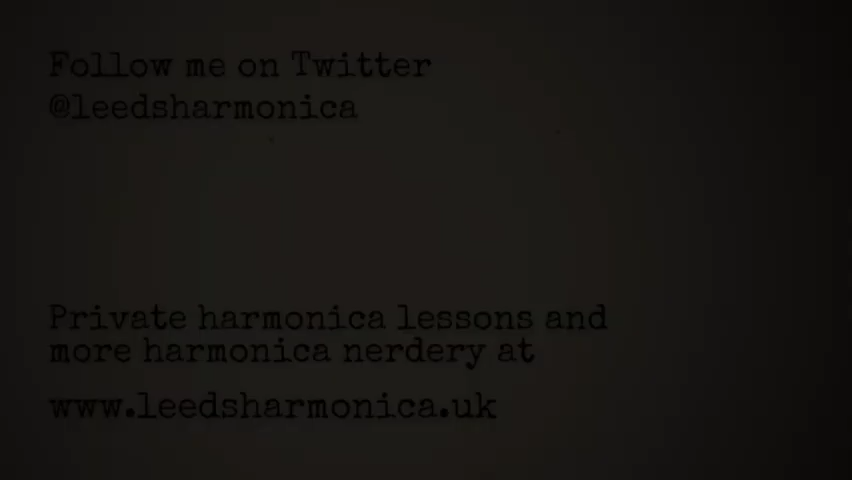 Follow me on Twitter
@leedsharmonica
Private harmonica lessons and
more harmonica nerdery at
www.leedsharmonica.uk